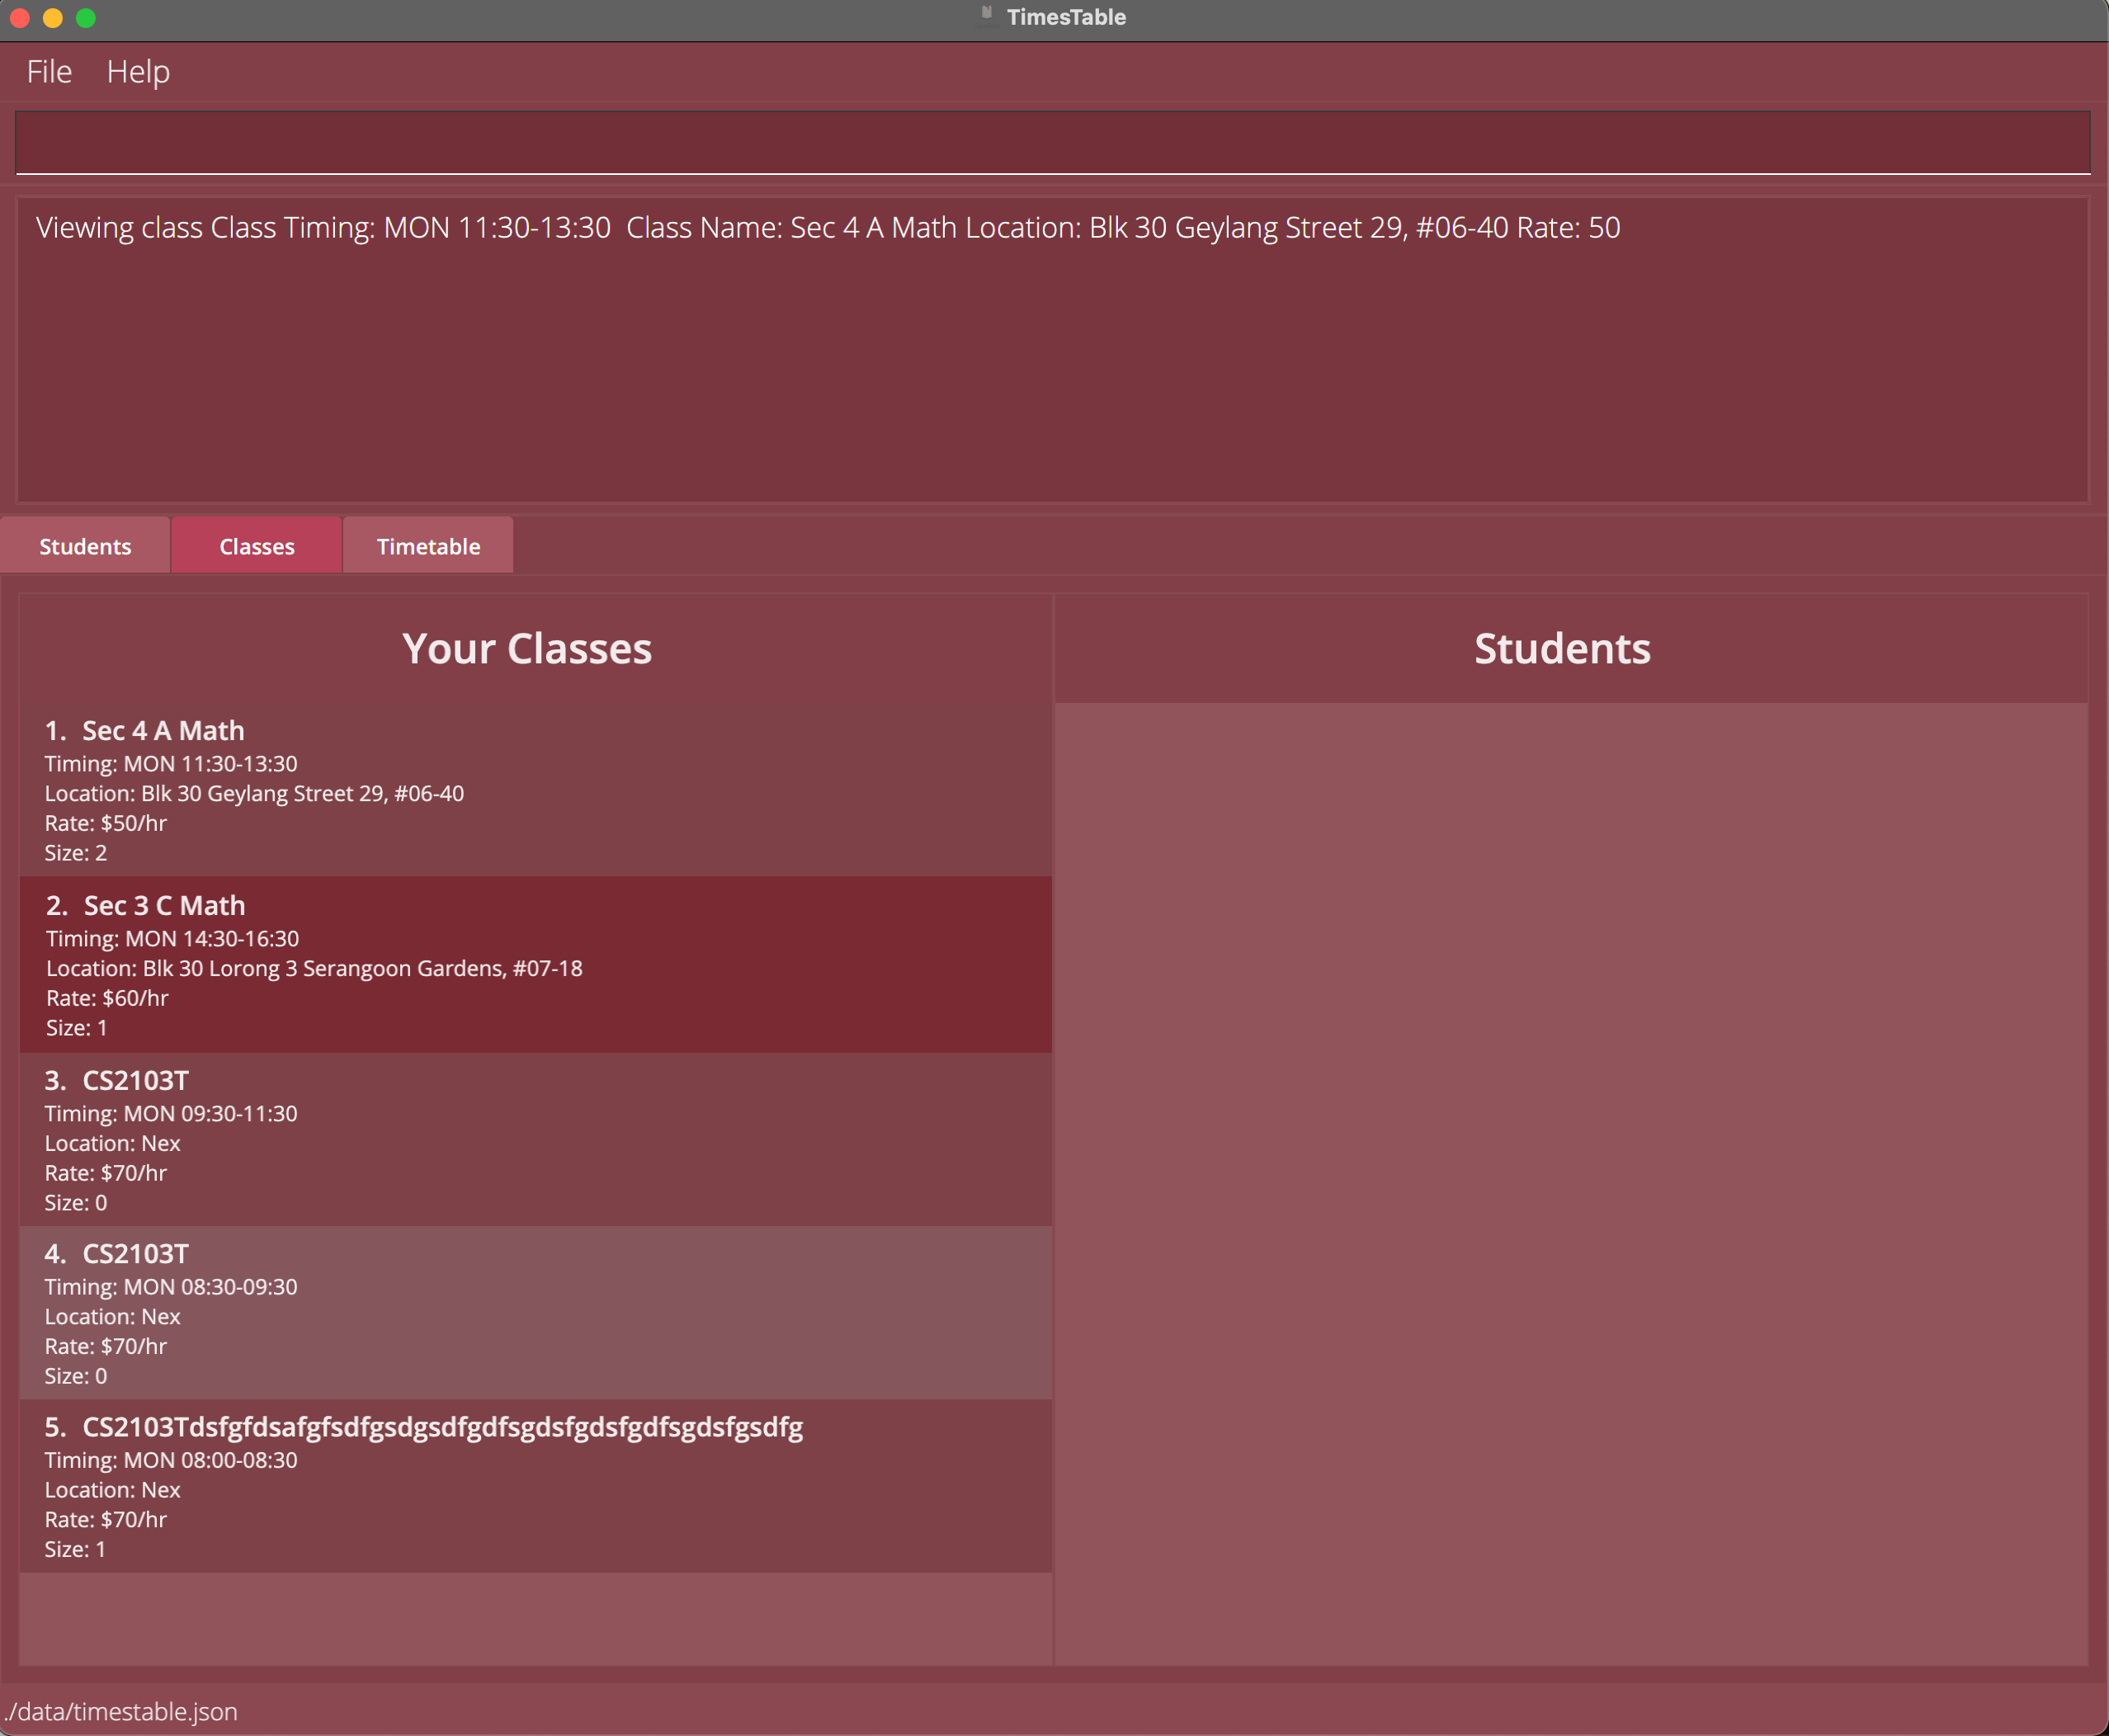 TimesTable
File Help
Viewing class Class Timing: MON 11:30-13:30  Class Name: Sec 4 A Math Location: Blk 30 Geylang Street 29, #06-40 Rate: 50
Students Classes Timetable
Your Classes
1. Sec 4 A Math
Timing: MON 11:30-13:30
Location: Blk 30 Geylang Street 29, #06-40
Rate: $50/hr
Size: 2
2. Sec 3 C Math
Timing: MON 14:30-16:30
Location: Blk 30 Lorong 3 Serangoon Gardens, #07-18
Rate: $60/hr
Size: 1
3. CS2103T
Timing: MON 09:30-11:30
Location: Nex
Rate: $70/hr
Size: 0
4. CS2103T
Timing: MON 08:30-09:30
Location: Nex
Rate: $70/hr
Size: 0
5. CS2103Tdsfgfdsafgfsdfgsdgsdfgdfsgdsfgdsfgdfsgdsfgsdfg
Timing: MON 08:00-08:30
Location: Nex
Rate: $70/hr
Size: 1
Students
./data/timestable.json